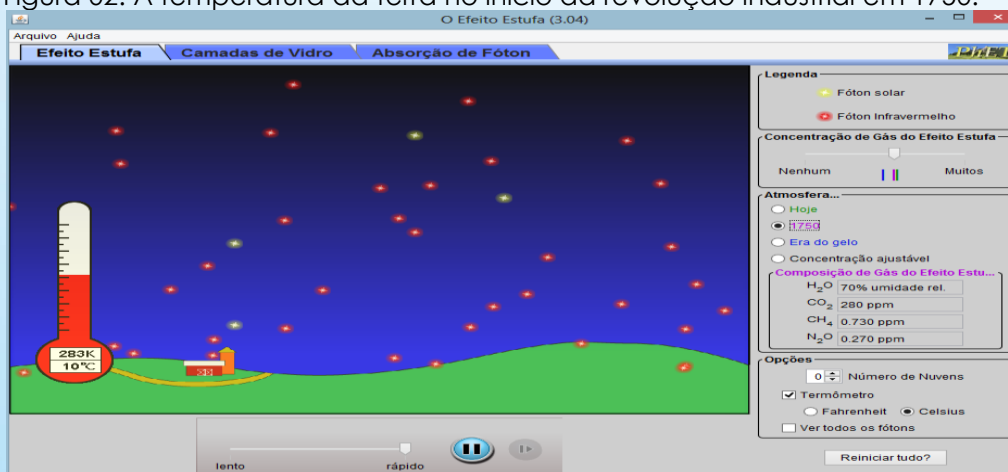 Figura 02: A temperatura da terra no início da revolução industrial em 1750.
O Efeito Estufa (3.04)
Arquivo Ajuda
Efeito Estufa Camadas de Vidro Absorção de Fóton
Legenda
Fóton solar
Fóton Infravermelho
Concentração de Gás do Efeito Estufa
Nenhum Muitos
Atmosfera...
Hoje
1750
Era do gelo
Concentração ajustável
Composição de Gás do Efeito Estu...
H2O 70% umidade rel.
CO2 280 ppm
CH4 0.730 ppm
N2O 0.270 ppm
Opções
0 Número de Nuvens
Termômetro
Fahrenheit Celsius
Ver todos os fótons
Reiniciar tudo?
283K
10°C
lento rápido